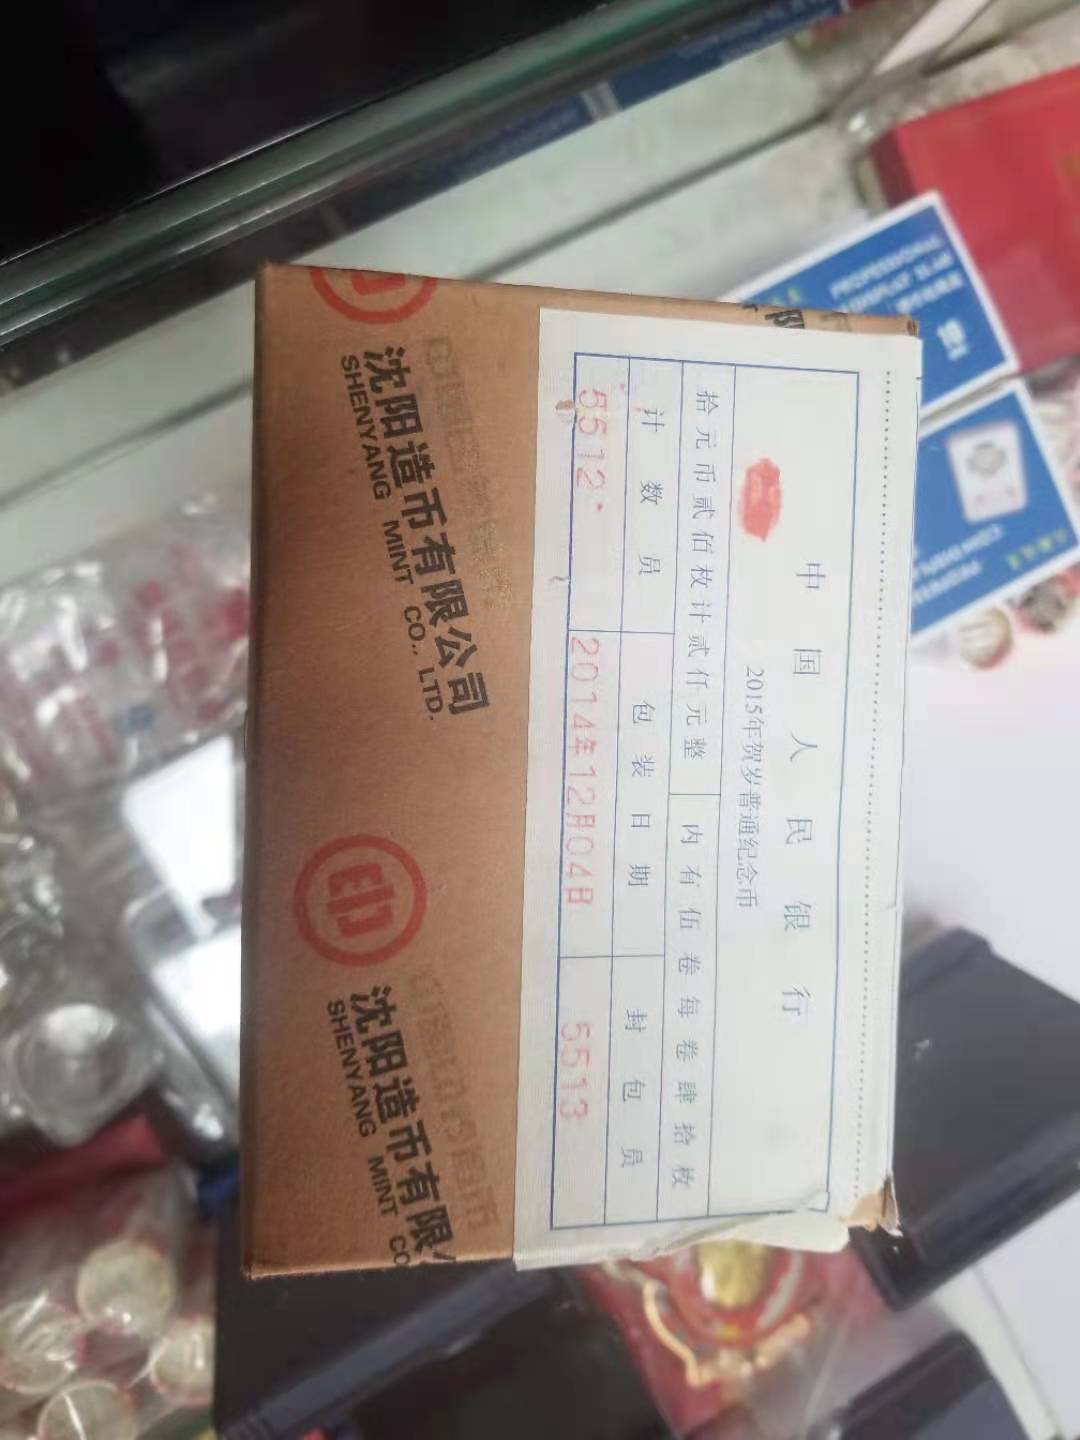 中国人民银行
2015年贺岁普通纪念币
拾元币贰佰枚计贰仟元整
内有伍卷每卷肆拾枚
计数员
包装日期
封包员
5512
2014年12月04日
5513
沈阳造币有限公司
SHENYANG MINT CO., LTD.
沈阳造币有限
SHENYANG MINT CO
PROFESSIONAL
10